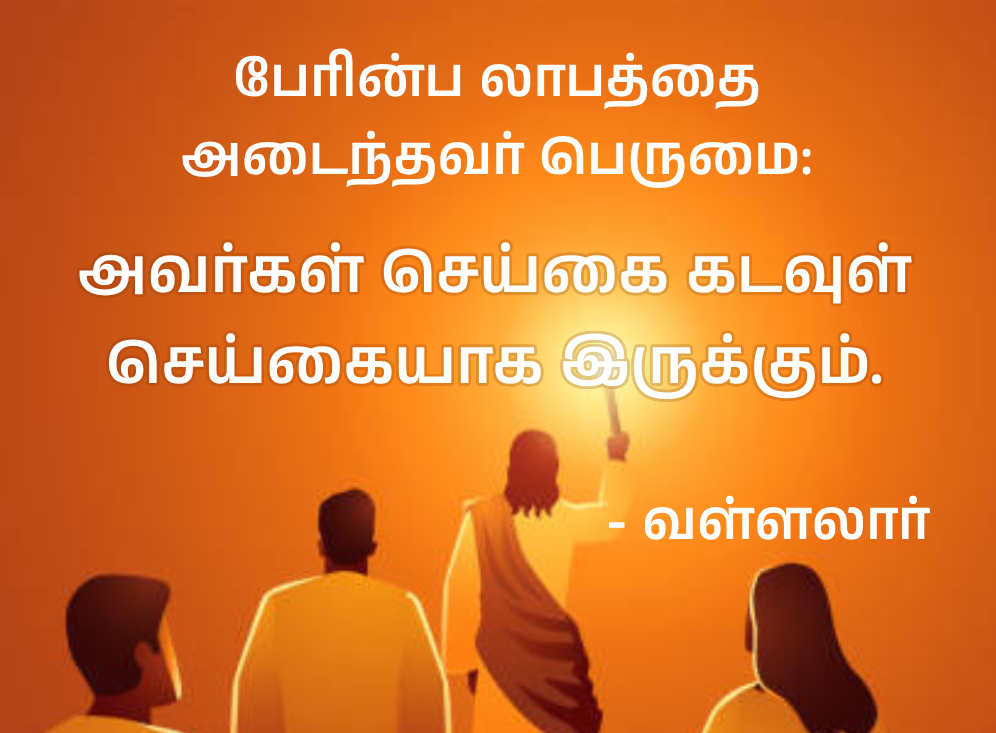 பேரின்ப லாபத்தை
அடைந்தவர் பெருமை:
அவர்கள் செய்கை கடவுள்
செய்கையாக இருக்கும்.
- வள்ளலார்